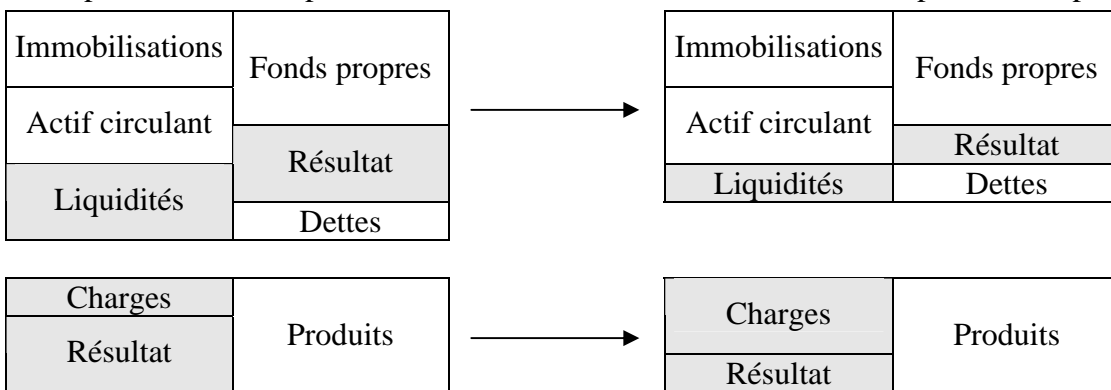 Immobilisations
Fonds propres
Actif circulant
Résultat
Liquidités
Dettes
Immobilisations
Fonds propres
Actif circulant
Résultat
Liquidités
Dettes
Charges
Produits
Résultat
Charges
Produits
Résultat